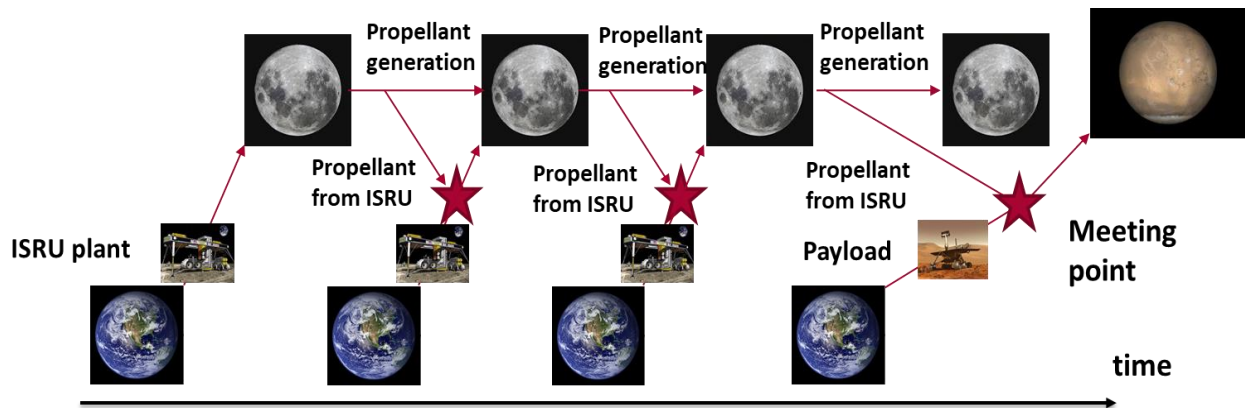 Propellant
generation
Propellant
generation
Propellant
generation
Propellant
from ISRU
Propellant
from ISRU
Propellant
from ISRU
ISRU plant
Payload
Meeting
point
time